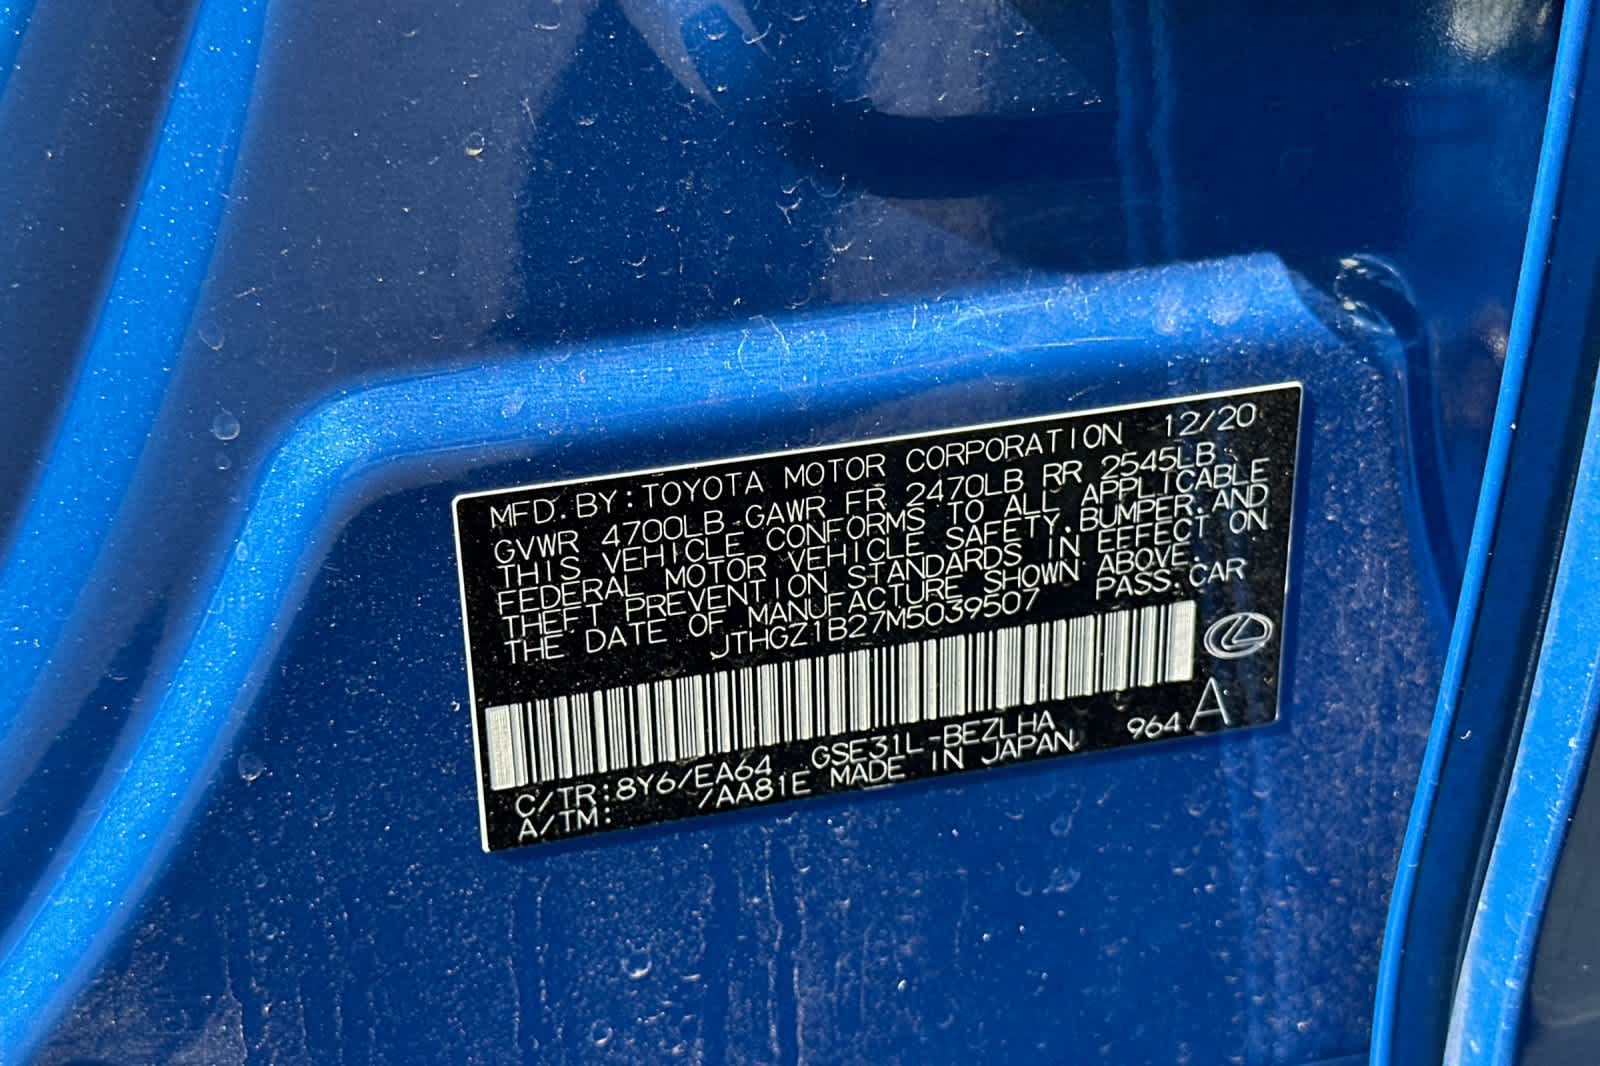 MFD. BY: TOYOTA MOTOR CORPORATION 12/20
GVWR 4700LB GAWR FR 2470LB RR 2545LB
THIS VEHICLE CONFORMS TO ALL APPLICABLE
FEDERAL MOTOR VEHICLE SAFETY, BUMPER, AND
THEFT PREVENTION STANDARDS IN EFFECT ON
THE DATE OF MANUFACTURE SHOWN ABOVE.
JTHGZ1B27M5039507 PASS. CAR
C/TR: 8Y6/EA64 GSE31L-BEZLHA 964 A
A/TM: /AA81E MADE IN JAPAN